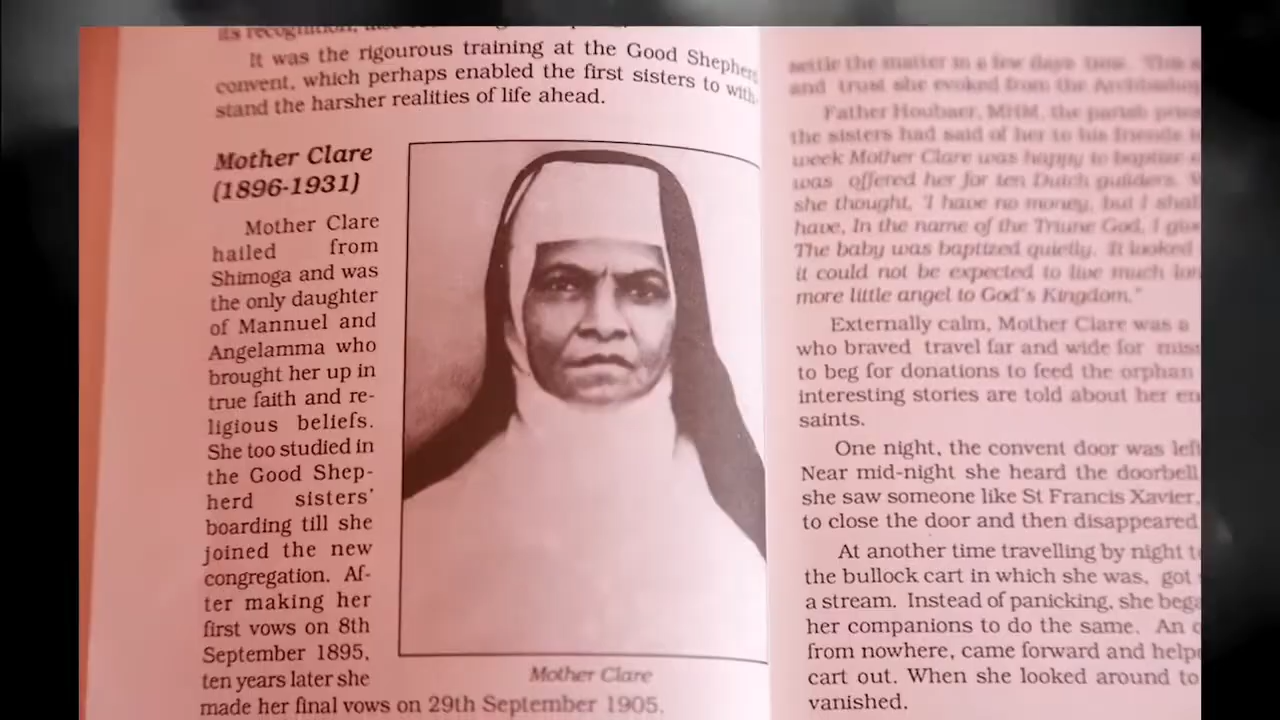 its recognition,
It was the rigourous training at the Good Shepherd
convent, which perhaps enabled the first sisters to with-
stand the harsher realities of life ahead.
Mother Clare
(1896-1931)
Mother Clare
hailed from
Shimoga and was
the only daughter
of Mannuel and
Angelamma who
brought her up in
true faith and re-
ligious beliefs.
She too studied in
the Good Shep-
herd sisters'
boarding till she
joined the new
congregation. Af-
ter making her
first vows on 8th
September 1895,
ten years later she
made her final vows on 29th September 1905.
Mother Clare
settle the matter in a few days time. This
and trust she evoked from the Archbishop
Father Houbaer, MHM, the parish
the sisters had said of her to his friends
week Mother Clare was happy to baptize
was offered her for ten Dutch guilders.
she thought, 'I have no money, but I shall
have, In the name of the Triune God, I
The baby was baptized quietly. It looked
it could not be expected to live much
more little angel to God's Kingdom."
Externally calm, Mother Clare was a
who braved travel far and wide for
to beg for donations to feed the orphan
interesting stories are told about her
saints.
One night, the convent door was left
Near mid-night she heard the doorbell
she saw someone like St Francis Xavier,
to close the door and then disappeared
At another time travelling by night
the bullock cart in which she was, got
a stream. Instead of panicking, she
her companions to do the same. An
from nowhere, came forward and
cart out. When she looked around to
vanished.